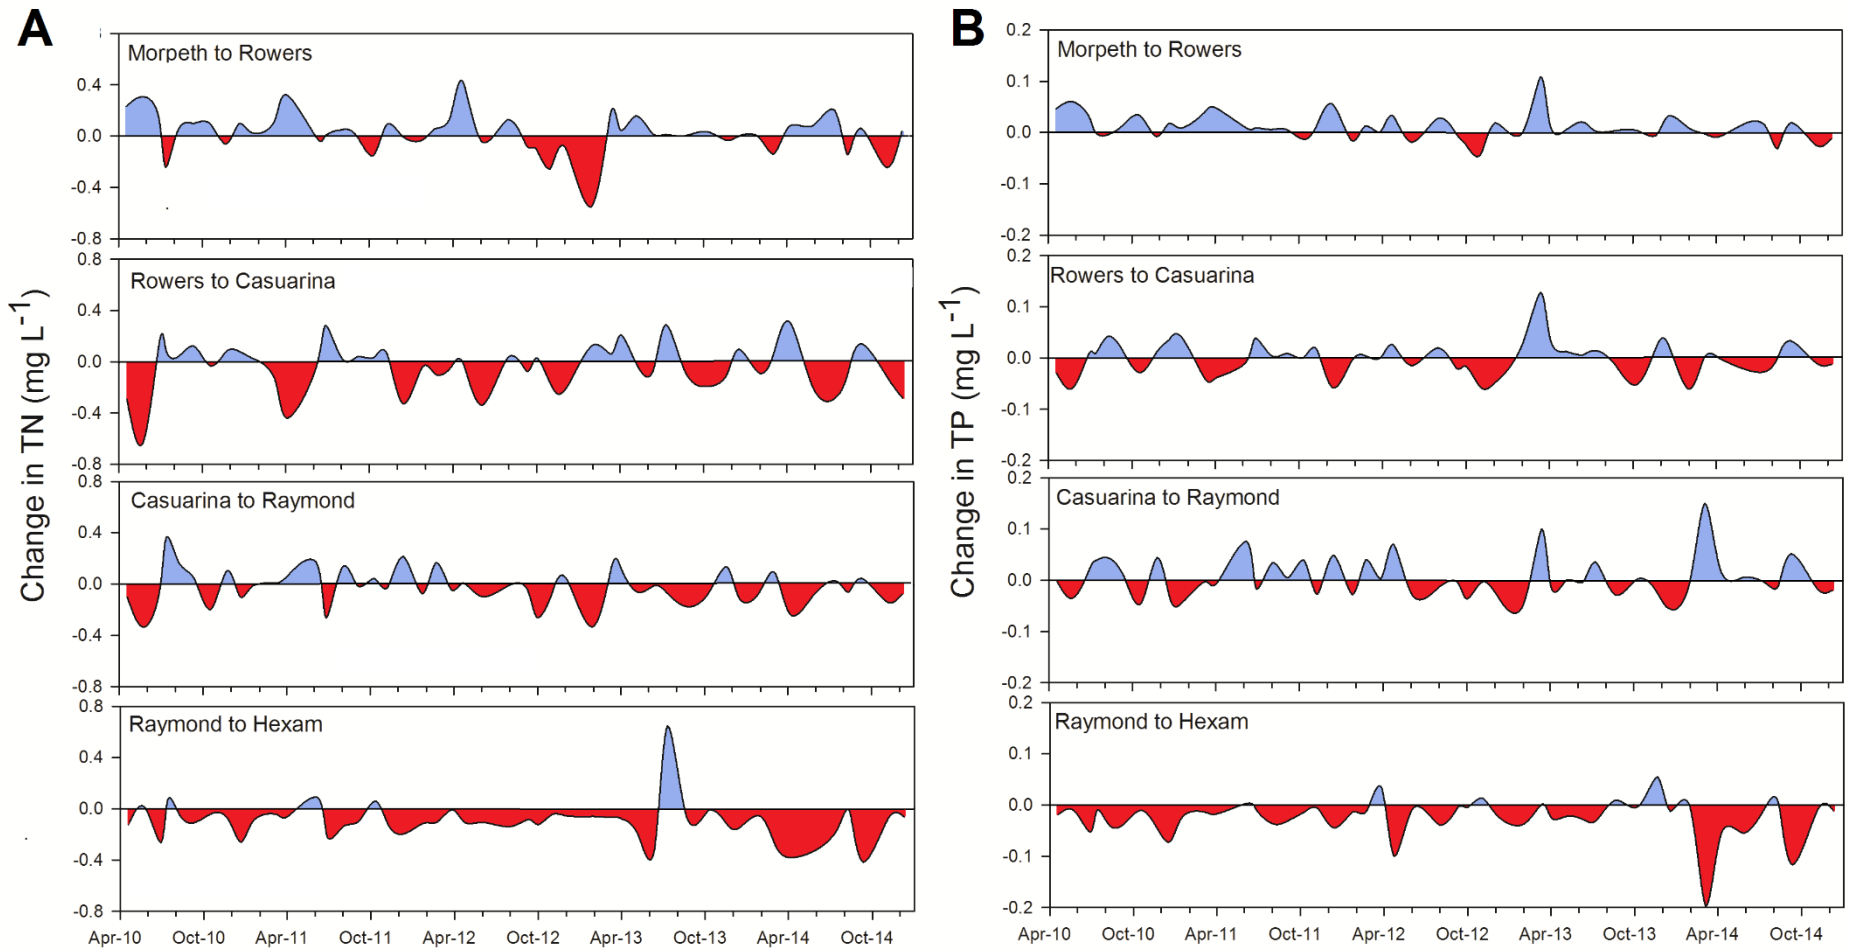 A
Change in TN (mg L-1)
Morpeth to Rowers
0.4
0.0
-0.4
-0.8
Rowers to Casuarina
0.8
0.4
0.0
-0.4
-0.8
Casuarina to Raymond
0.8
0.4
0.0
-0.4
-0.8
Raymond to Hexam
0.8
0.4
0.0
-0.4
-0.8
Apr-10 Oct-10 Apr-11 Oct-11 Apr-12 Oct-12 Apr-13 Oct-13 Apr-14 Oct-14
B
Change in TP (mg L-1)
Morpeth to Rowers
0.2
0.1
0.0
-0.1
-0.2
Rowers to Casuarina
0.2
0.1
0.0
-0.1
-0.2
Casuarina to Raymond
0.2
0.1
0.0
-0.1
-0.2
Raymond to Hexam
0.2
0.1
0.0
-0.1
-0.2
Apr-10 Oct-10 Apr-11 Oct-11 Apr-12 Oct-12 Apr-13 Oct-13 Apr-14 Oct-14